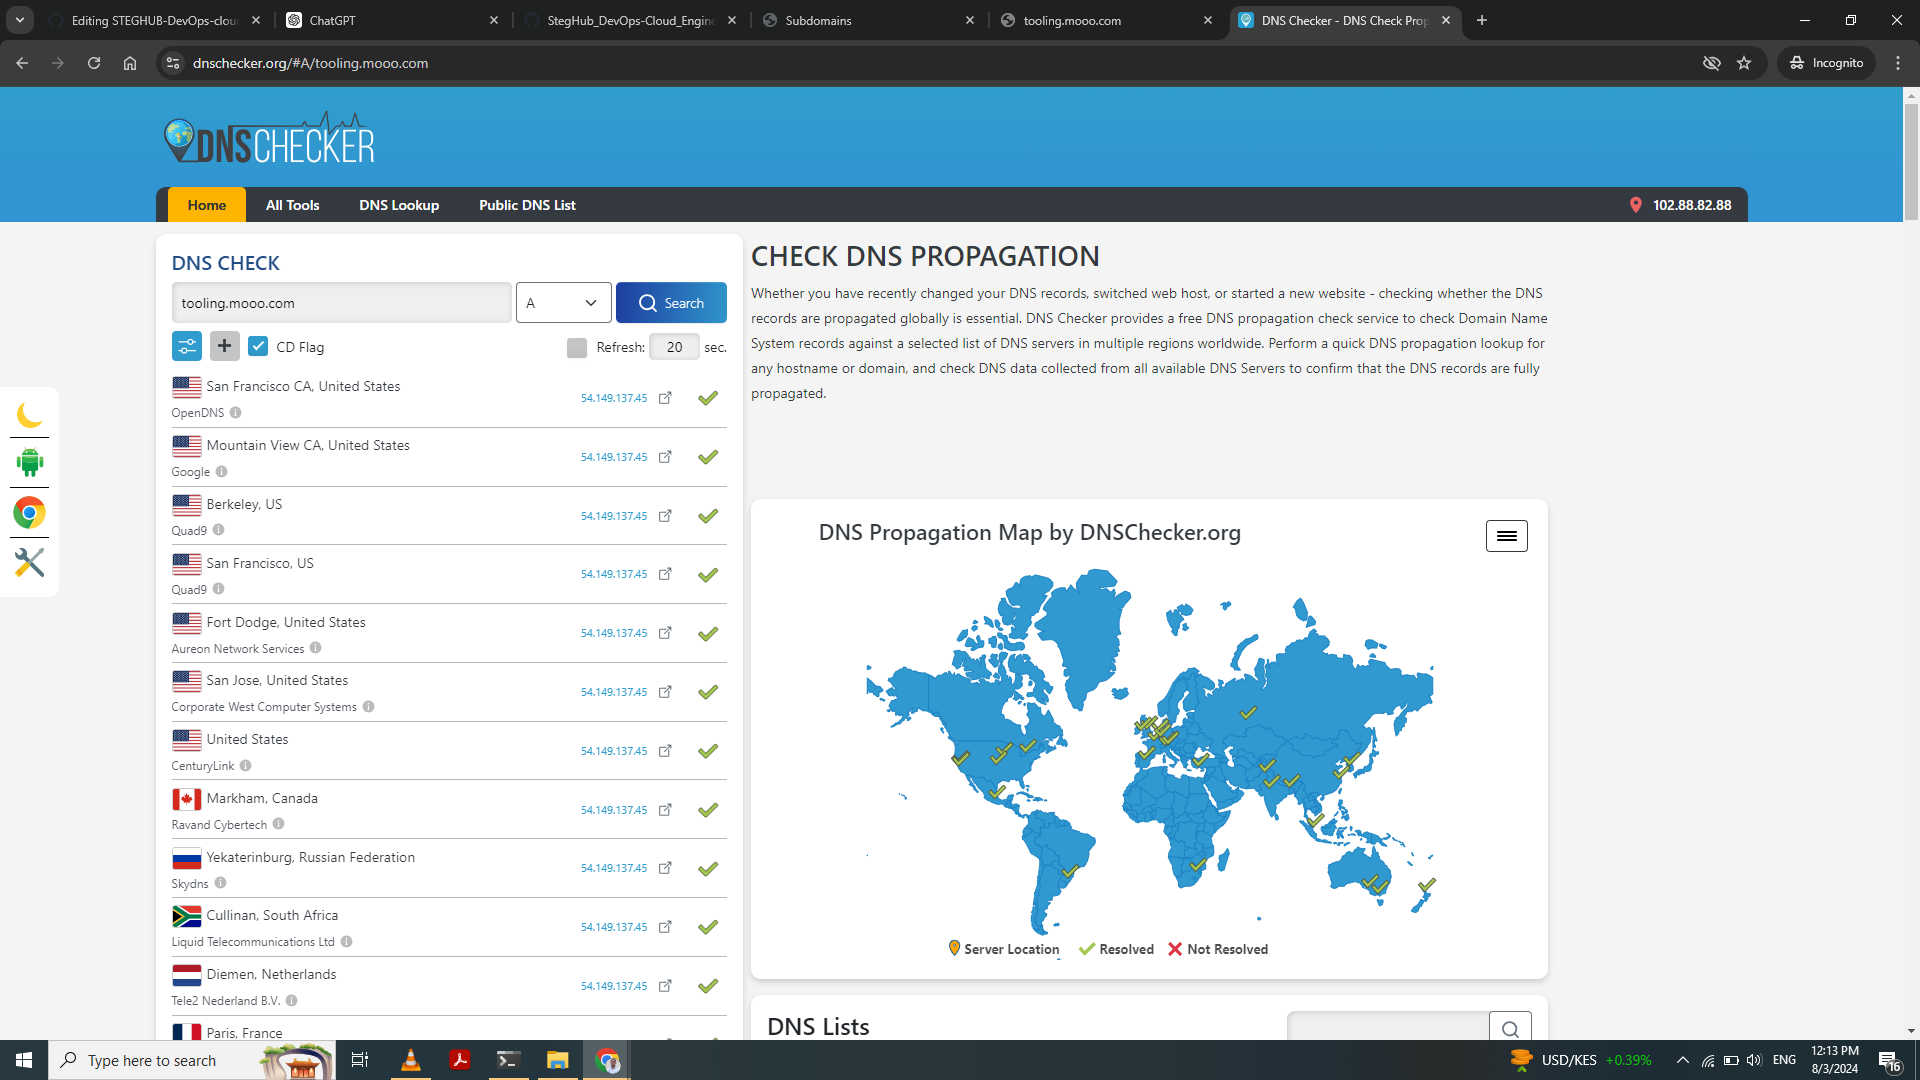 Editing STEGHUB-DevOps-clou
ChatGPT
StegHub_DevOps-Cloud_Engine
Subdomains
tooling.mooo.com
DNS Checker - DNS Check Prop
dnschecker.org/#A/tooling.mooo.com
Incognito
DNSCHECKER
Home
All Tools
DNS Lookup
Public DNS List
102.88.82.88
DNS CHECK
tooling.mooo.com
A
Search
CD Flag
Refresh: 20 sec.
San Francisco CA, United States
OpenDNS
54.149.137.45
Mountain View CA, United States
Google
54.149.137.45
Berkeley, US
Quad9
54.149.137.45
San Francisco, US
Quad9
54.149.137.45
Fort Dodge, United States
Aureon Network Services
54.149.137.45
San Jose, United States
Corporate West Computer Systems
54.149.137.45
United States
CenturyLink
54.149.137.45
Markham, Canada
Ravand Cybertech
54.149.137.45
Yekaterinburg, Russian Federation
Skydns
54.149.137.45
Cullinan, South Africa
Liquid Telecommunications Ltd
54.149.137.45
Diemen, Netherlands
Tele2 Nederland B.V.
54.149.137.45
Paris, France
CHECK DNS PROPAGATION
Whether you have recently changed your DNS records, switched web host, or started a new website - checking whether the DNS
records are propagated globally is essential. DNS Checker provides a free DNS propagation check service to check Domain Name
System records against a selected list of DNS servers in multiple regions worldwide. Perform a quick DNS propagation lookup for
any hostname or domain, and check DNS data collected from all available DNS Servers to confirm that the DNS records are fully
propagated.
DNS Propagation Map by DNSChecker.org
Server Location
Resolved
Not Resolved
DNS Lists
Type here to search
USD/KES +0.39%
ENG
12:13 PM
8/3/2024
16